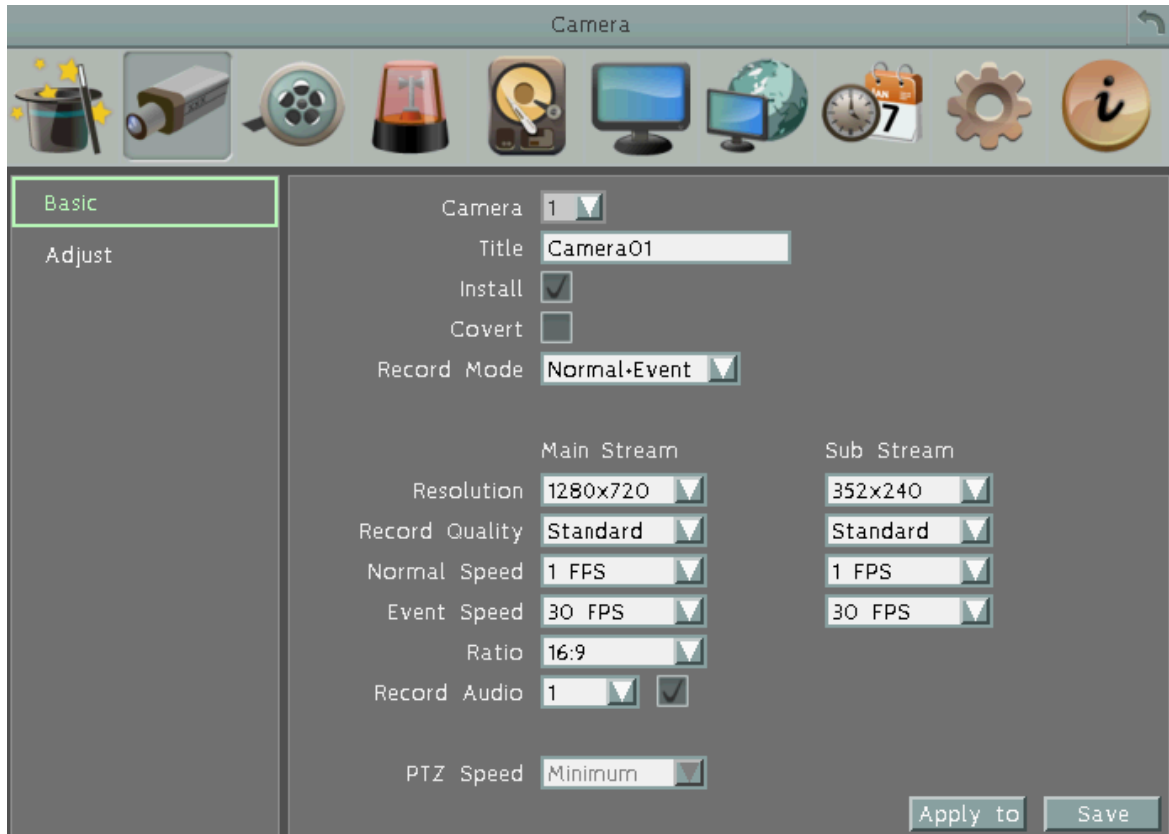 Camera
JAN
7
i
Basic
Adjust
Camera 1
Title Camera01
Install
Covert
Record Mode Normal+Event
Main Stream Sub Stream
Resolution 1280x720 352x240
Record Quality Standard Standard
Normal Speed 1 FPS 1 FPS
Event Speed 30 FPS 30 FPS
Ratio 16:9
Record Audio 1
PTZ Speed Minimum
Apply to Save